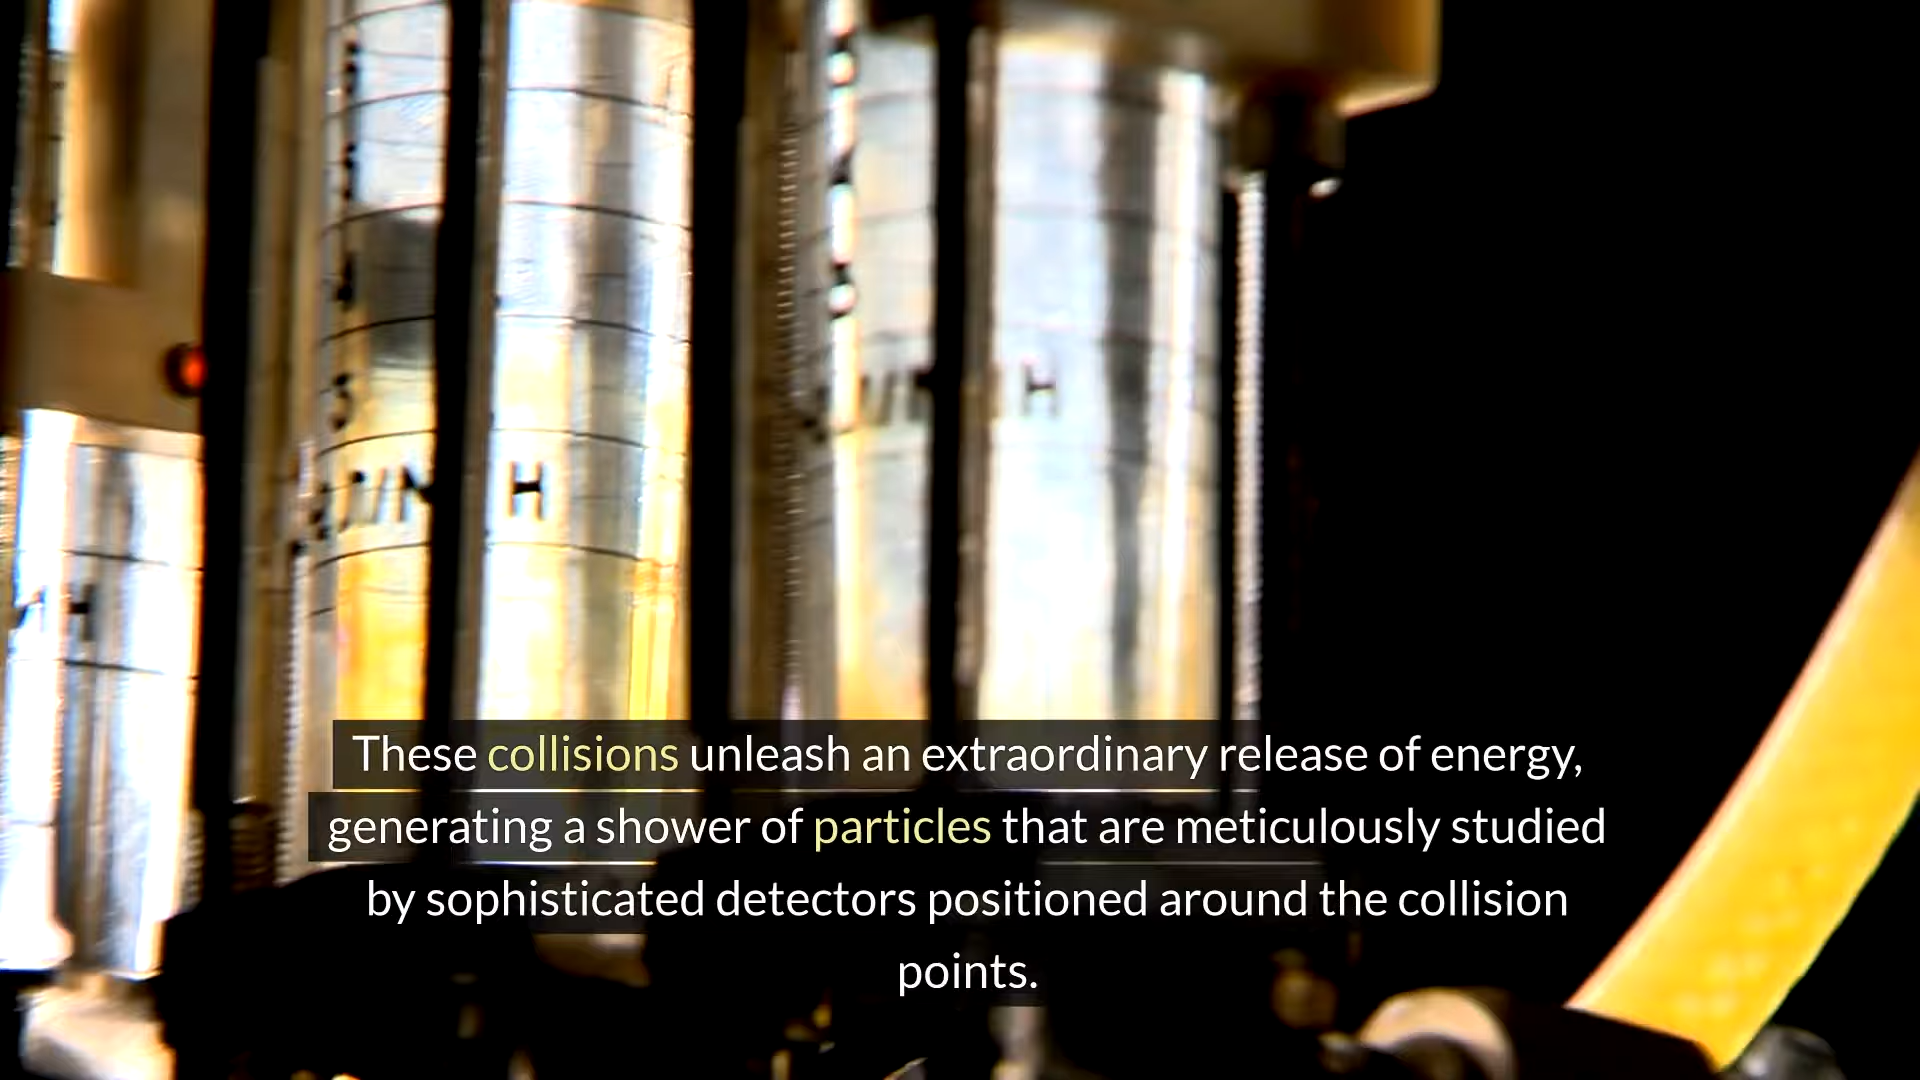 H
H
H
These collisions unleash an extraordinary release of energy,
generating a shower of particles that are meticulously studied
by sophisticated detectors positioned around the collision
points.